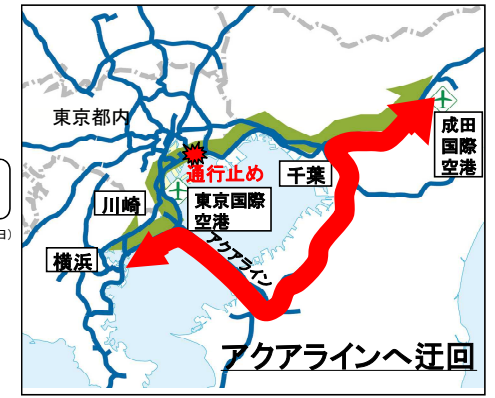 東京都内
成田
国際
空港
通行止め
千葉
川崎
東京国際
空港
日)
横浜
アクアライン
アクアラインへ迂回